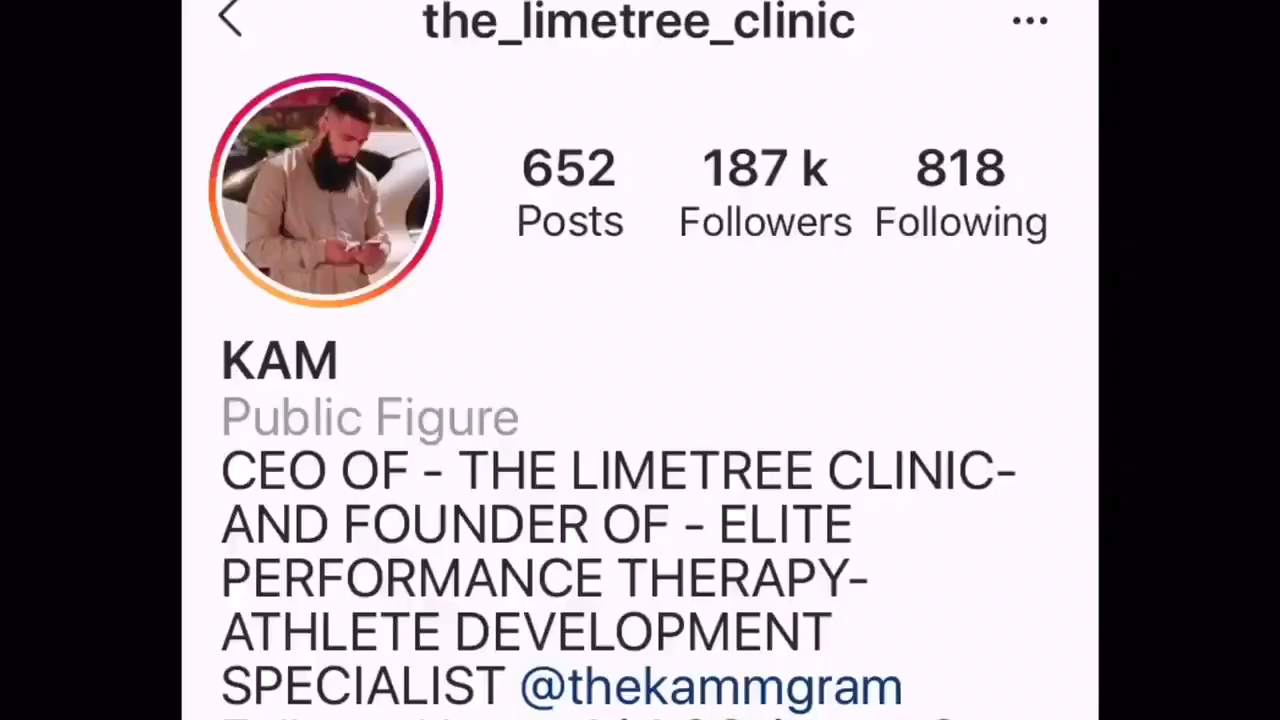 the_limetree_clinic
652 187 k 818
Posts Followers Following
KAM
Public Figure
CEO OF - THE LIMETREE CLINIC-
AND FOUNDER OF - ELITE
PERFORMANCE THERAPY-
ATHLETE DEVELOPMENT
SPECIALIST @thekammgram